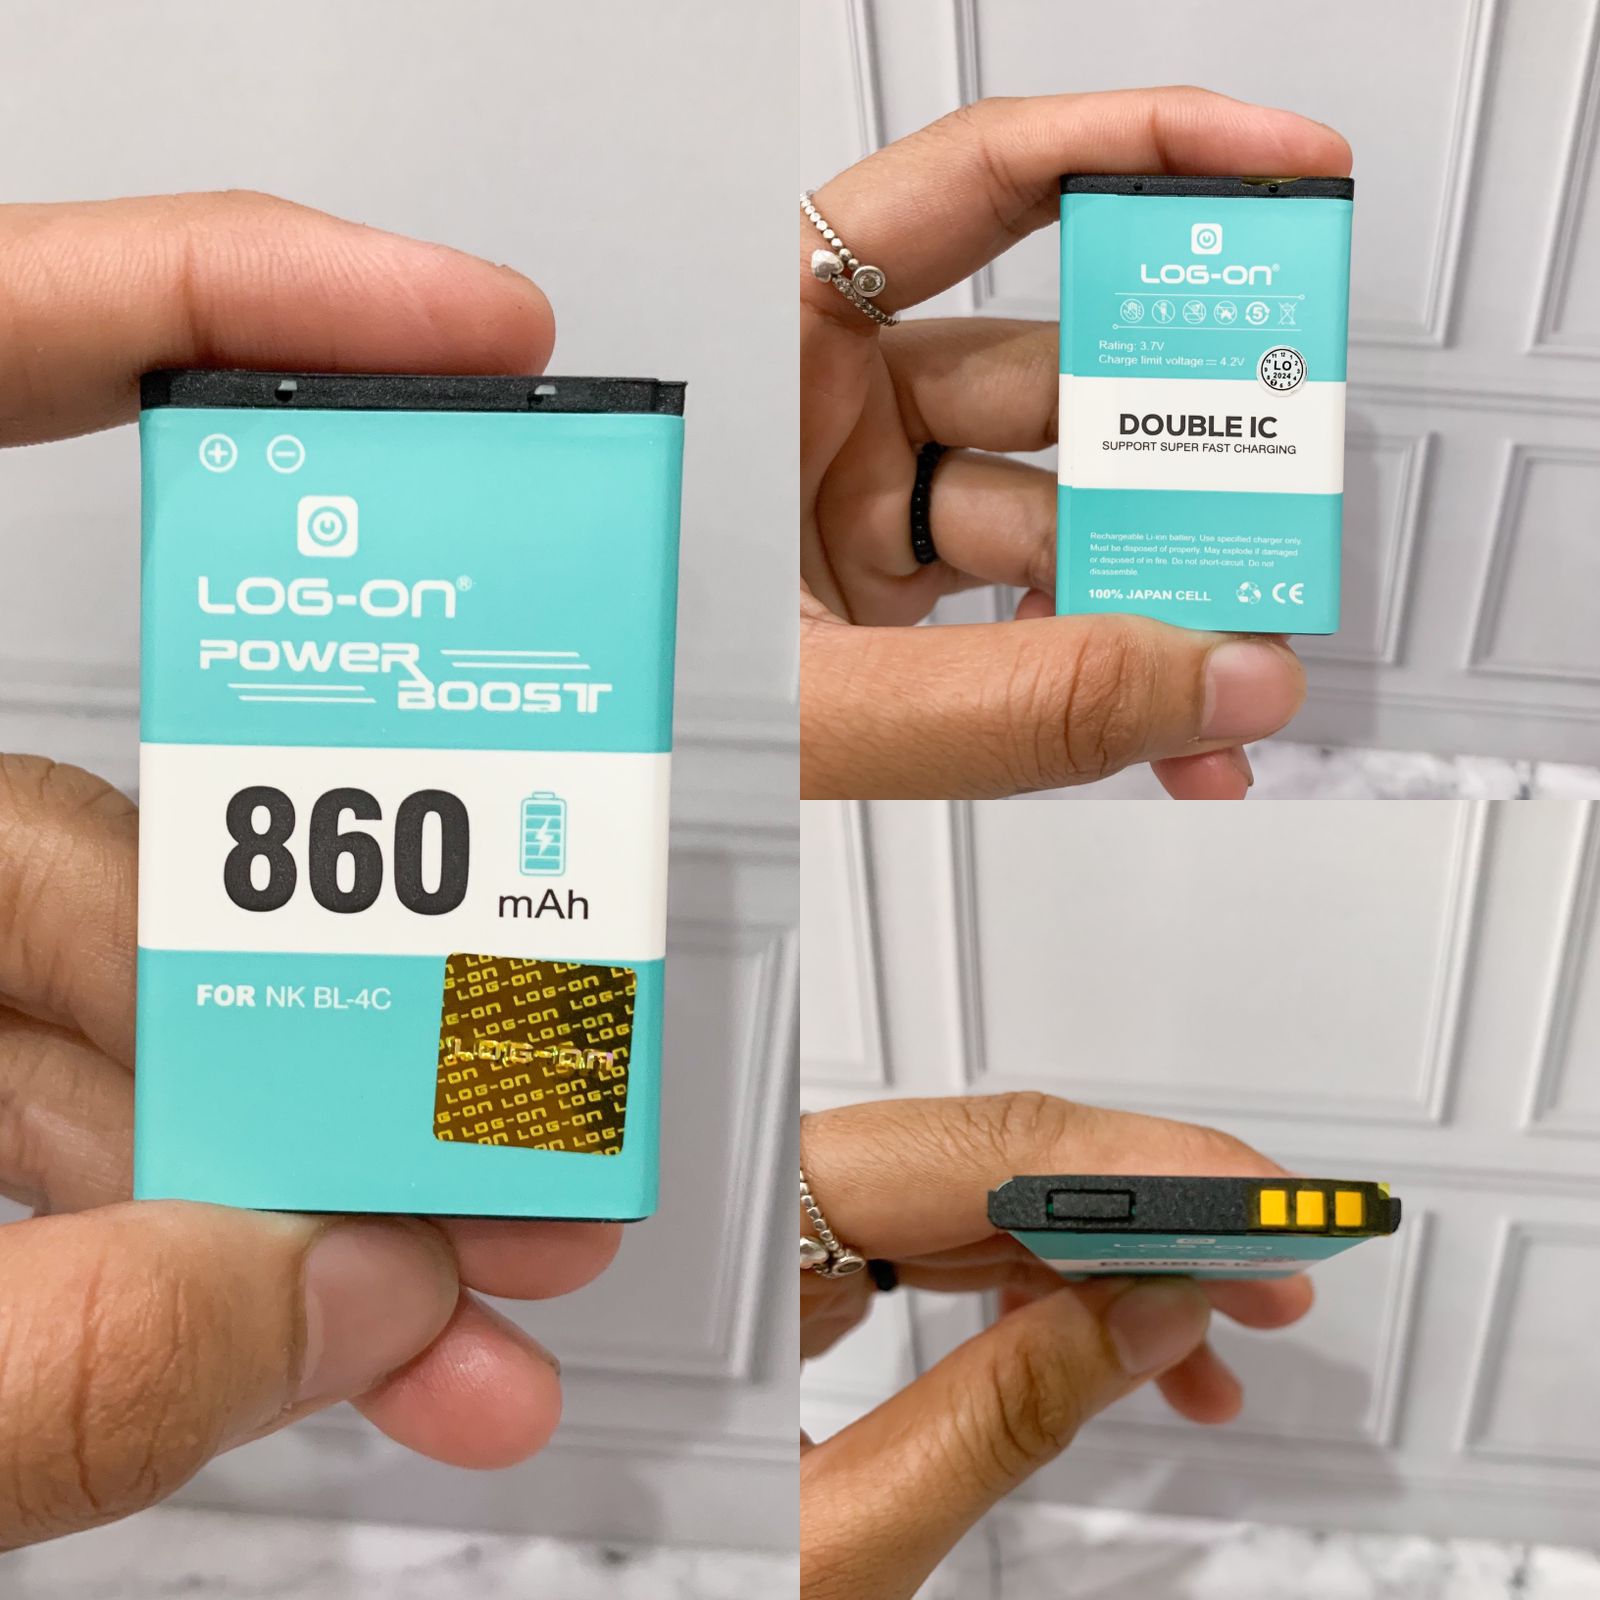 LOG-ON®
POWER
BOOST
860
mAh
FOR NK BL-4C
LOG-ON
LOG-ON®
5
Rating: 3.7V
Charge limit voltage ⎓ 4.2V
LO
2024
DOUBLE IC
SUPPORT SUPER FAST CHARGING
Rechargeable Li-ion battery. Use specified charger only.
Must be disposed of properly. May explode if damaged
or disposed of in fire. Do not short-circuit. Do not
disassemble.
100% JAPAN CELL
CE
LOG-ON
DOUBLE IC